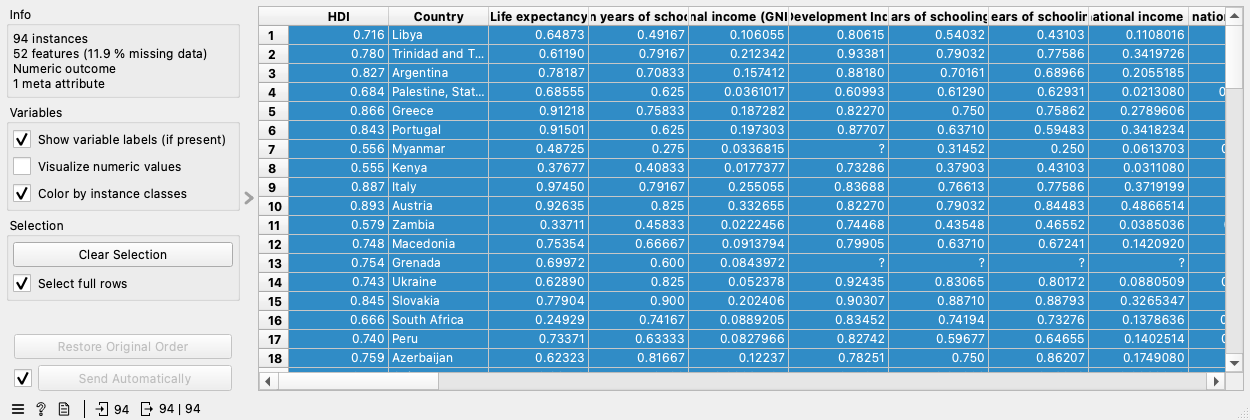 Info
94 instances
52 features (11.9 % missing data)
Numeric outcome
1 meta attribute
Variables
Show variable labels (if present)
Visualize numeric values
Color by instance classes
Selection
Clear Selection
Select full rows
Restore Original Order
Send Automatically
94 94 | 94
HDI Country Life expectancy n years of schoo nal income (GNI Development Ind ars of schooling ears of schoolin ational income nation
1 0.716 Libya 0.64873 0.49167 0.106055 0.80615 0.54032 0.43103 0.1108016
2 0.780 Trinidad and T... 0.61190 0.79167 0.212342 0.93381 0.79032 0.77586 0.3419726
3 0.827 Argentina 0.78187 0.70833 0.157412 0.88180 0.70161 0.68966 0.2055185
4 0.684 Palestine, Stat... 0.68555 0.625 0.0361017 0.60993 0.61290 0.62931 0.0213080 0
5 0.866 Greece 0.91218 0.75833 0.187282 0.82270 0.750 0.75862 0.2789606
6 0.843 Portugal 0.91501 0.625 0.197303 0.87707 0.63710 0.59483 0.3418234
7 0.556 Myanmar 0.48725 0.275 0.0336815 ? 0.31452 0.250 0.0613703 0
8 0.555 Kenya 0.37677 0.40833 0.0177377 0.73286 0.37903 0.43103 0.0311080
9 0.887 Italy 0.97450 0.79167 0.255055 0.83688 0.76613 0.77586 0.3719199
10 0.893 Austria 0.92635 0.825 0.332655 0.82270 0.79032 0.84483 0.4866514
11 0.579 Zambia 0.33711 0.45833 0.0222456 0.74468 0.43548 0.46552 0.0385036
12 0.748 Macedonia 0.75354 0.66667 0.0913794 0.79905 0.63710 0.67241 0.1420920
13 0.754 Grenada 0.69972 0.600 0.0843972 ? ? ? ?
14 0.743 Ukraine 0.62890 0.825 0.052378 0.92435 0.83065 0.80172 0.0880509 0
15 0.845 Slovakia 0.77904 0.900 0.202406 0.90307 0.88710 0.88793 0.3265347
16 0.666 South Africa 0.24929 0.74167 0.0889205 0.83452 0.74194 0.73276 0.1378636 0
17 0.740 Peru 0.73371 0.63333 0.0827966 0.82742 0.59677 0.64655 0.1402514 0
18 0.759 Azerbaijan 0.62323 0.81667 0.12237 0.78251 0.750 0.86207 0.1749080